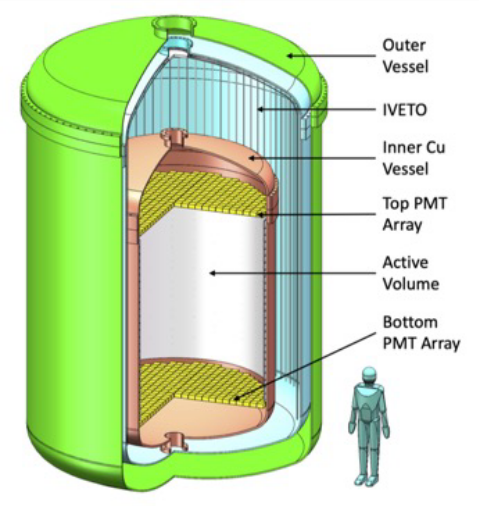 Outer
Vessel
IVETO
Inner Cu
Vessel
Top PMT
Array
Active
Volume
Bottom
PMT Array